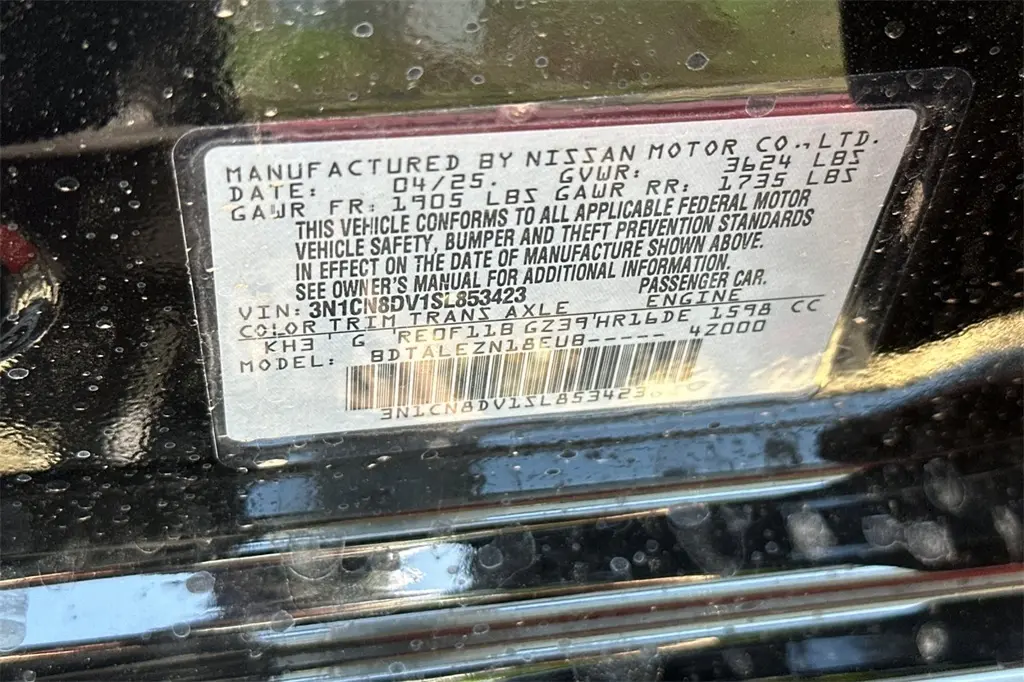 MANUFACTURED BY NISSAN MOTOR CO., LTD.
DATE: 04/25. GVWR: 3624 LBS
GAWR FR: 1905 LBS GAWR RR: 1735 LBS
THIS VEHICLE CONFORMS TO ALL APPLICABLE FEDERAL MOTOR
VEHICLE SAFETY, BUMPER AND THEFT PREVENTION STANDARDS
IN EFFECT ON THE DATE OF MANUFACTURE SHOWN ABOVE.
SEE OWNER'S MANUAL FOR ADDITIONAL INFORMATION.
VIN: 3N1CN8DV1SL853423 PASSENGER CAR.
COLOR TRIM TRANS AXLE ENGINE
KH3 G RE0F11B GZ39 HR16DE 1598 CC
MODEL: BDTALEZN18EUB----- 4Z000
3N1CN8DV1SL853423